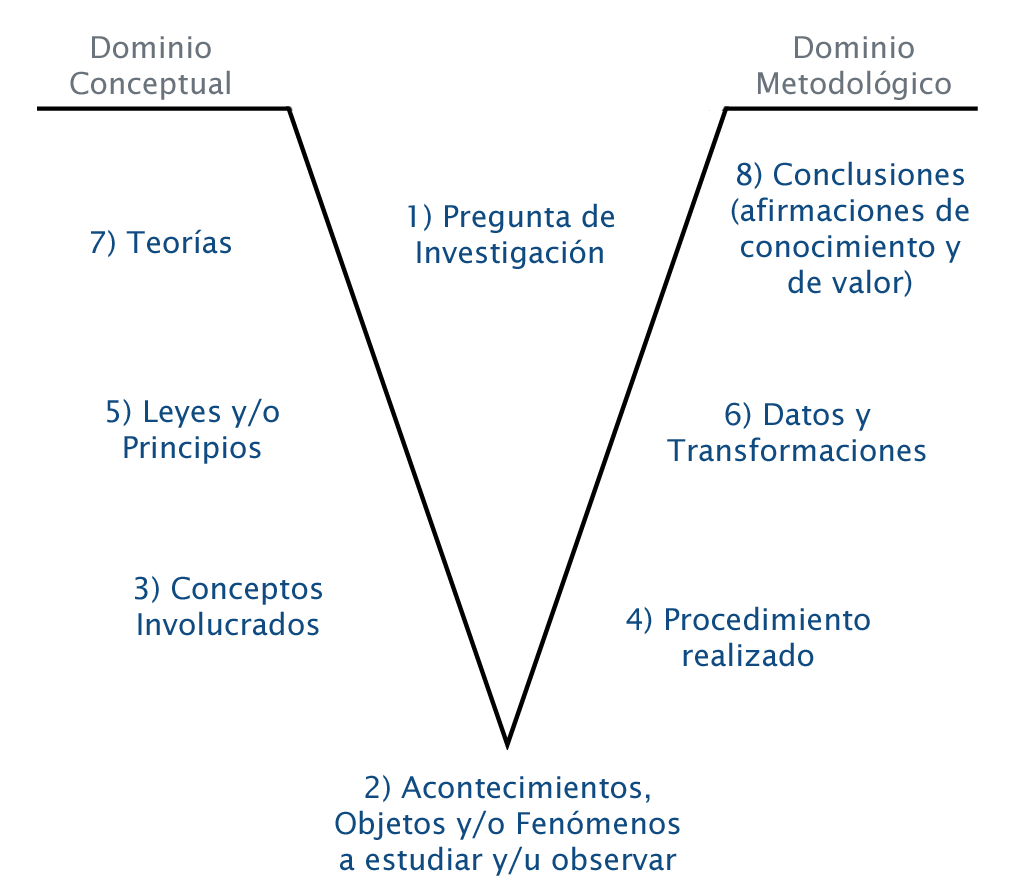 Dominio
Conceptual
Dominio
Metodológico
1) Pregunta de
Investigación
8) Conclusiones
(afirmaciones de
conocimiento y
de valor)
7) Teorías
5) Leyes y/o
Principios
6) Datos y
Transformaciones
3) Conceptos
Involucrados
4) Procedimiento
realizado
2) Acontecimientos,
Objetos y/o Fenómenos
a estudiar y/u observar